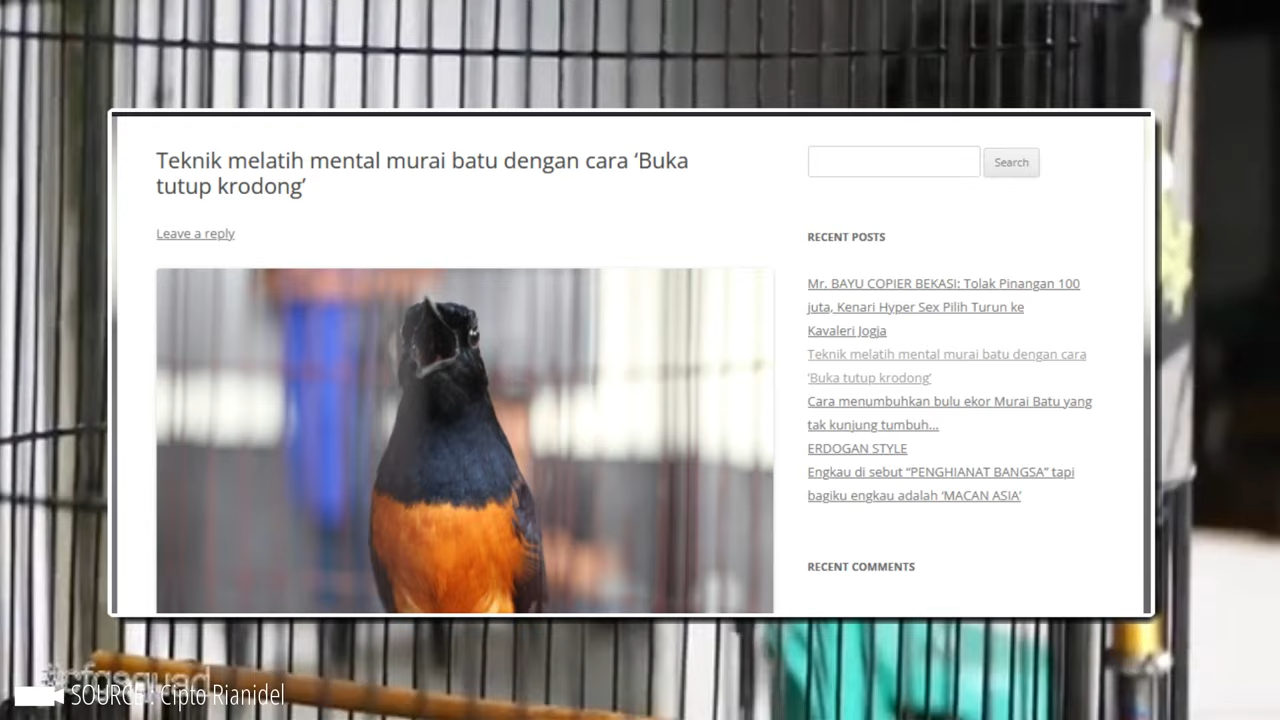 Teknik melatih mental murai batu dengan cara ‘Buka
tutup krodong’
Leave a reply
Search
RECENT POSTS
Mr. BAYU COPIER BEKASI: Tolak Pinangan 100
juta, Kenari Hyper Sex Pilih Turun ke
Kavaleri Jogja
Teknik melatih mental murai batu dengan cara
‘Buka tutup krodong’
Cara menumbuhkan bulu ekor Murai Batu yang
tak kunjung tumbuh…
ERDOGAN STYLE
Engkau di sebut “PENGHIANAT BANGSA” tapi
bagiku engkau adalah ‘MACAN ASIA’
RECENT COMMENTS
SOURCE : Cipto Rianidel